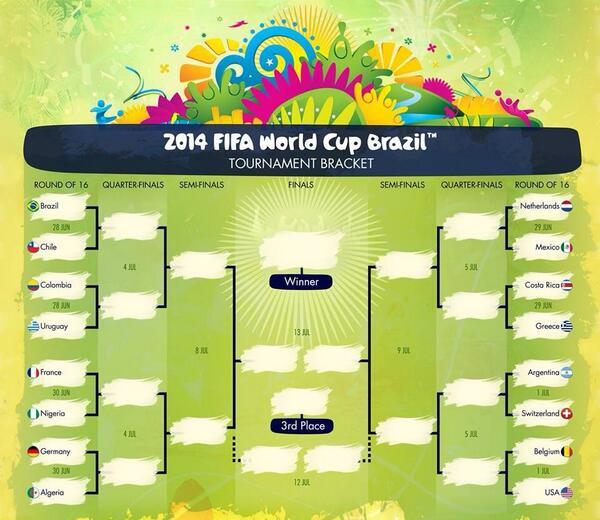 2014 FIFA World Cup Brazil™
TOURNAMENT BRACKET
ROUND OF 16 QUARTER-FINALS SEMI-FINALS FINALS SEMI-FINALS QUARTER-FINALS ROUND OF 16
Brazil Netherlands
28 JUN 29 JUN
Chile Mexico
4 JUL 5 JUL
Colombia Winner Costa Rica
28 JUN 29 JUN
Uruguay Greece
13 JUL
8 JUL 9 JUL
France Argentina
30 JUN 1 JUL
Nigeria Switzerland
3rd Place
4 JUL 5 JUL
Germany Belgium
30 JUN 1 JUL
12 JUL
Algeria USA